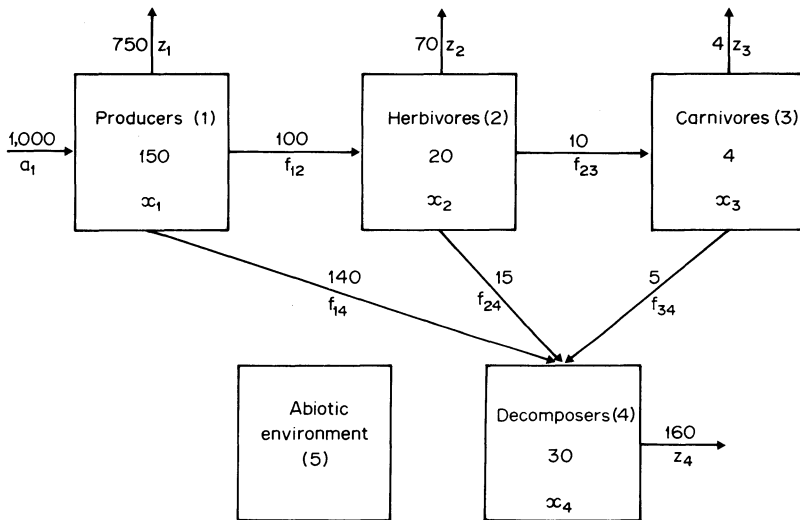 750 z₁
70 z₂
4 z₃
Producers (1)
150
x₁
Herbivores (2)
20
x₂
Carnivores (3)
4
x₃
1,000
a₁
100
f₁₂
10
f₂₃
140
f₁₄
15
f₂₄
5
f₃₄
Abiotic
environment
(5)
Decomposers (4)
30
x₄
160
z₄